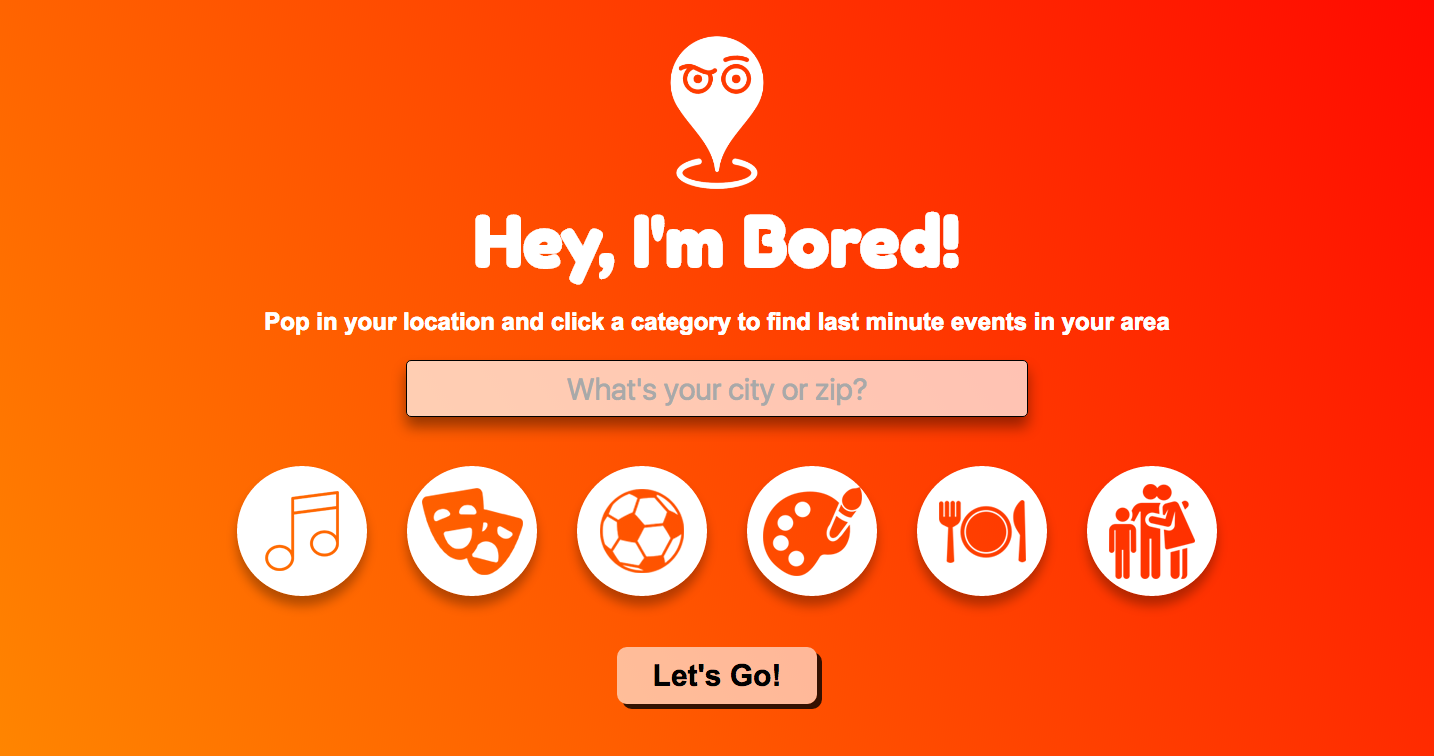 Hey, I'm Bored!
Pop in your location and click a category to find last minute events in your area
What's your city or zip?
Let's Go!